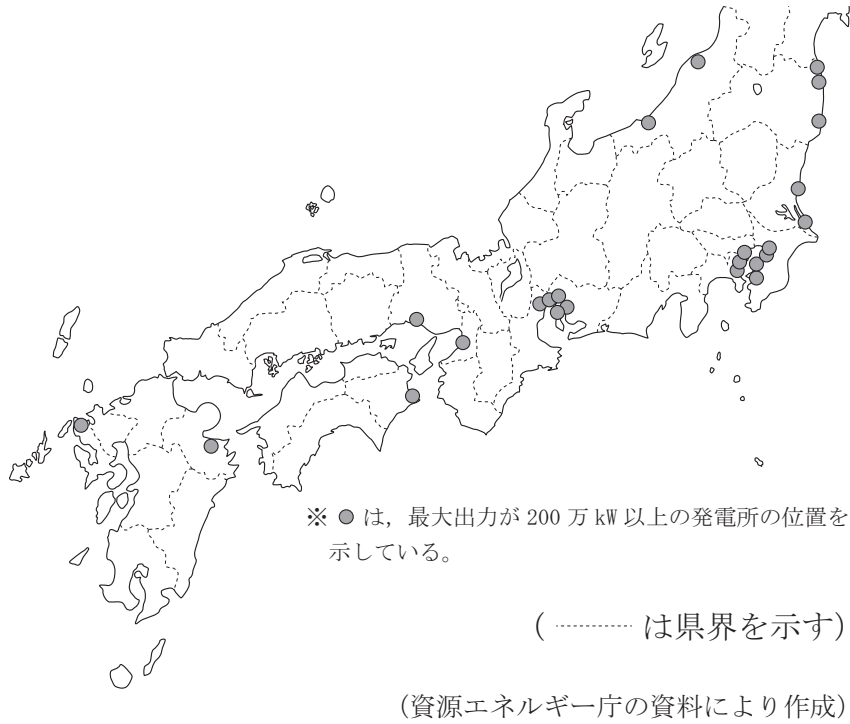 ※ ● は，最大出力が 200 万 kW 以上の発電所の位置を
示している。
( ┈┈┈ は県界を示す)
(資源エネルギー庁の資料により作成)